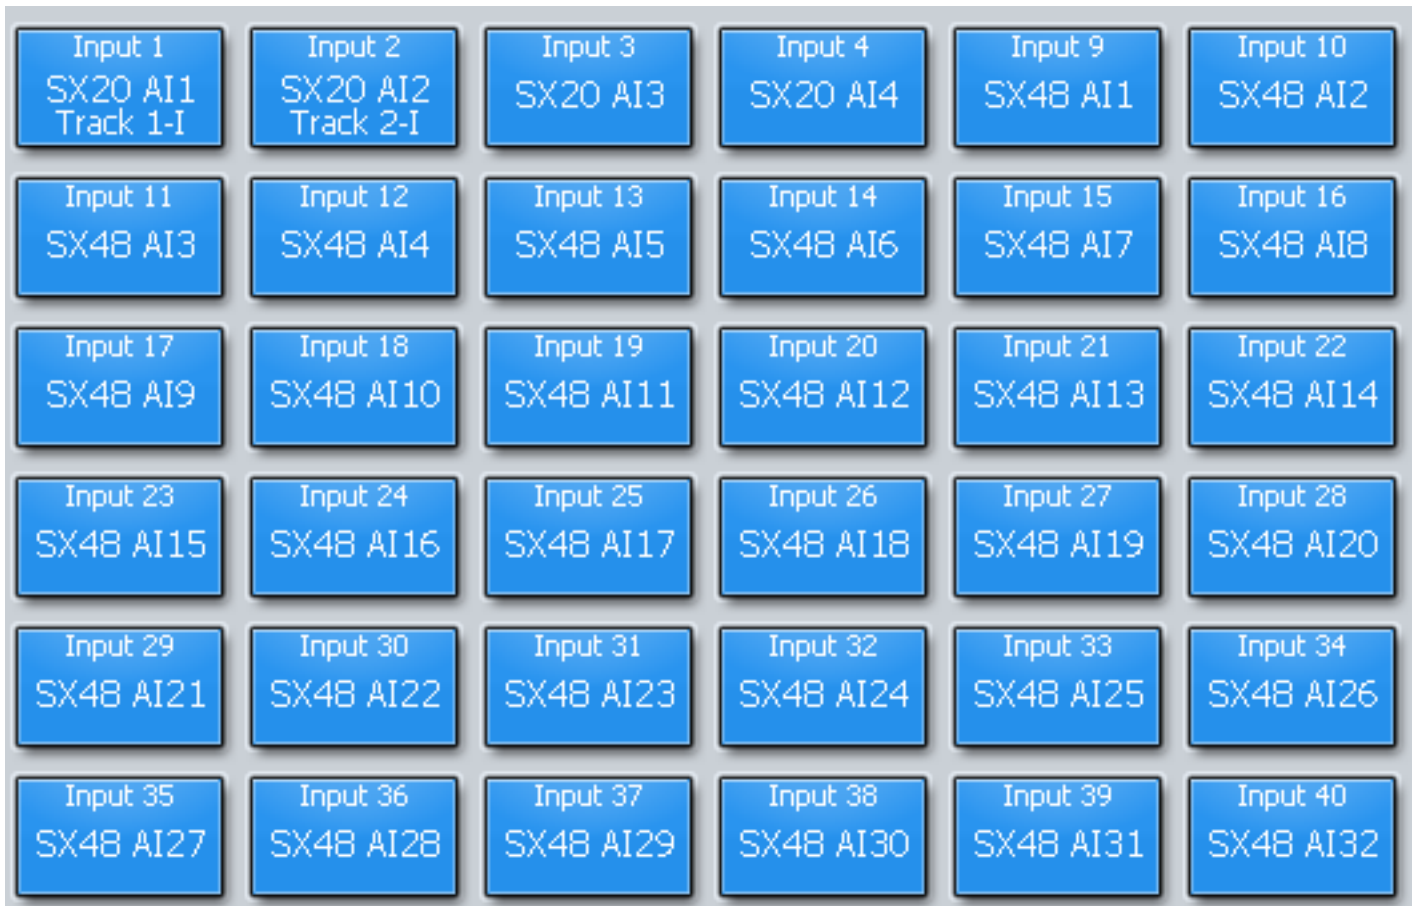 Input 1
SX20 AI1
Track 1-I
Input 2
SX20 AI2
Track 2-I
Input 3
SX20 AI3
Input 4
SX20 AI4
Input 9
SX48 AI1
Input 10
SX48 AI2
Input 11
SX48 AI3
Input 12
SX48 AI4
Input 13
SX48 AI5
Input 14
SX48 AI6
Input 15
SX48 AI7
Input 16
SX48 AI8
Input 17
SX48 AI9
Input 18
SX48 AI10
Input 19
SX48 AI11
Input 20
SX48 AI12
Input 21
SX48 AI13
Input 22
SX48 AI14
Input 23
SX48 AI15
Input 24
SX48 AI16
Input 25
SX48 AI17
Input 26
SX48 AI18
Input 27
SX48 AI19
Input 28
SX48 AI20
Input 29
SX48 AI21
Input 30
SX48 AI22
Input 31
SX48 AI23
Input 32
SX48 AI24
Input 33
SX48 AI25
Input 34
SX48 AI26
Input 35
SX48 AI27
Input 36
SX48 AI28
Input 37
SX48 AI29
Input 38
SX48 AI30
Input 39
SX48 AI31
Input 40
SX48 AI32